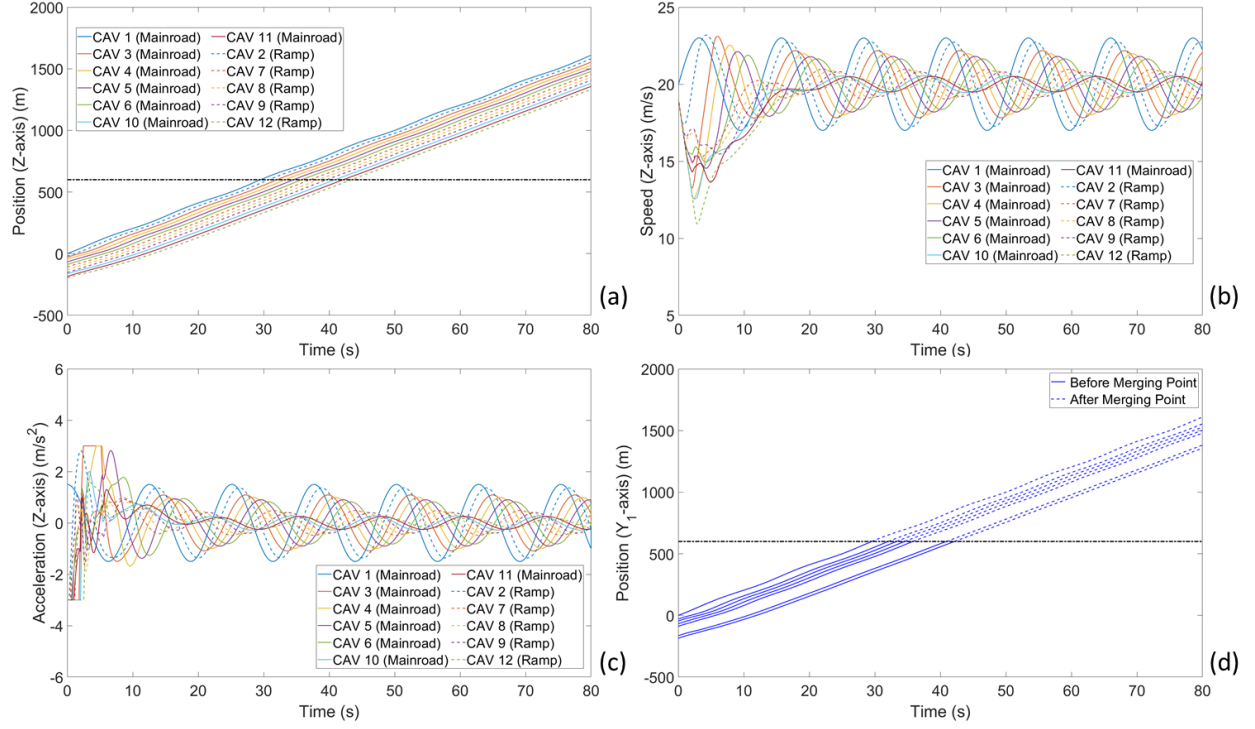 2000
1500
1000
500
0
-500
Position (Z-axis) (m)
CAV 1 (Mainroad) CAV 11 (Mainroad)
CAV 3 (Mainroad) CAV 2 (Ramp)
CAV 4 (Mainroad) CAV 7 (Ramp)
CAV 5 (Mainroad) CAV 8 (Ramp)
CAV 6 (Mainroad) CAV 9 (Ramp)
CAV 10 (Mainroad) CAV 12 (Ramp)
0 10 20 30 40 50 60 70 80
Time (s)
(a)
25
20
15
10
5
Speed (Z-axis) (m/s)
CAV 1 (Mainroad) CAV 11 (Mainroad)
CAV 3 (Mainroad) CAV 2 (Ramp)
CAV 4 (Mainroad) CAV 7 (Ramp)
CAV 5 (Mainroad) CAV 8 (Ramp)
CAV 6 (Mainroad) CAV 9 (Ramp)
CAV 10 (Mainroad) CAV 12 (Ramp)
0 10 20 30 40 50 60 70 80
Time (s)
(b)
6
4
2
0
-2
-4
-6
Acceleration (Z-axis) (m/s²)
CAV 1 (Mainroad) CAV 11 (Mainroad)
CAV 3 (Mainroad) CAV 2 (Ramp)
CAV 4 (Mainroad) CAV 7 (Ramp)
CAV 5 (Mainroad) CAV 8 (Ramp)
CAV 6 (Mainroad) CAV 9 (Ramp)
CAV 10 (Mainroad) CAV 12 (Ramp)
0 10 20 30 40 50 60 70 80
Time (s)
(c)
2000
1500
1000
500
0
-500
Position (Y₁-axis) (m)
Before Merging Point
After Merging Point
0 10 20 30 40 50 60 70 80
Time (s)
(d)